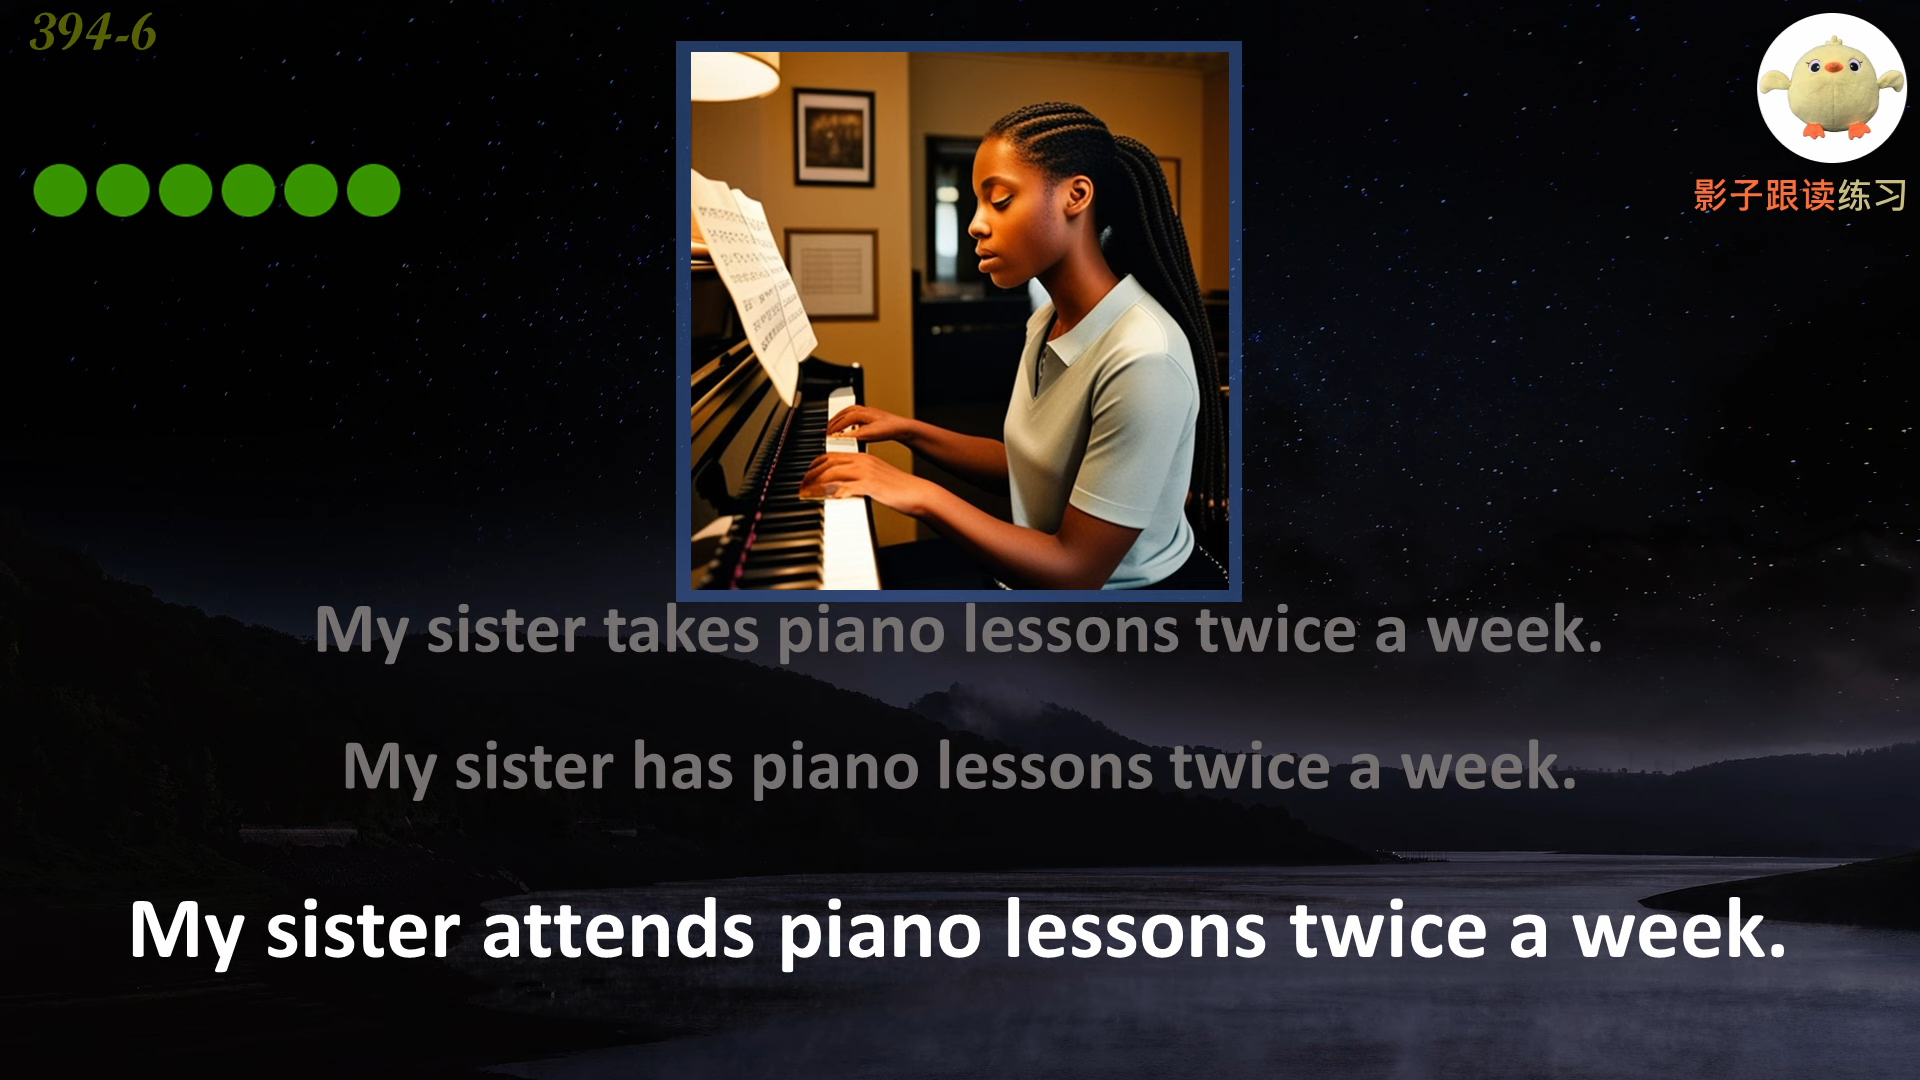 394-6
影子跟读练习
My sister takes piano lessons twice a week.
My sister has piano lessons twice a week.
My sister attends piano lessons twice a week.